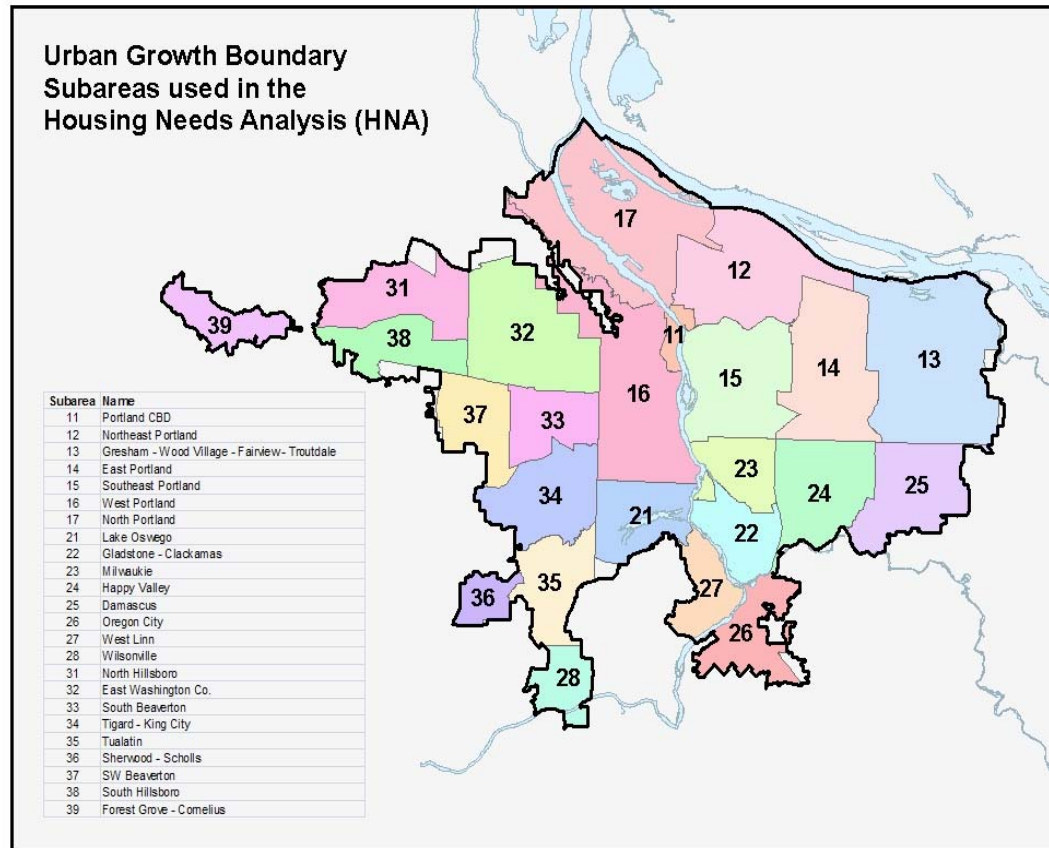 Urban Growth Boundary
Subareas used in the
Housing Needs Analysis (HNA)
17
12
31
39
38
32
11
13
14
15
16
37
33
23
34
21
24
25
22
35
36
27
26
28
Subarea Name
11 Portland CBD
12 Northeast Portland
13 Gresham - Wood Village - Fairview - Troutdale
14 East Portland
15 Southeast Portland
16 West Portland
17 North Portland
21 Lake Oswego
22 Gladstone - Clackamas
23 Milwaukie
24 Happy Valley
25 Damascus
26 Oregon City
27 West Linn
28 Wilsonville
31 North Hillsboro
32 East Washington Co.
33 South Beaverton
34 Tigard - King City
35 Tualatin
36 Sherwood - Scholls
37 SW Beaverton
38 South Hillsboro
39 Forest Grove - Cornelius